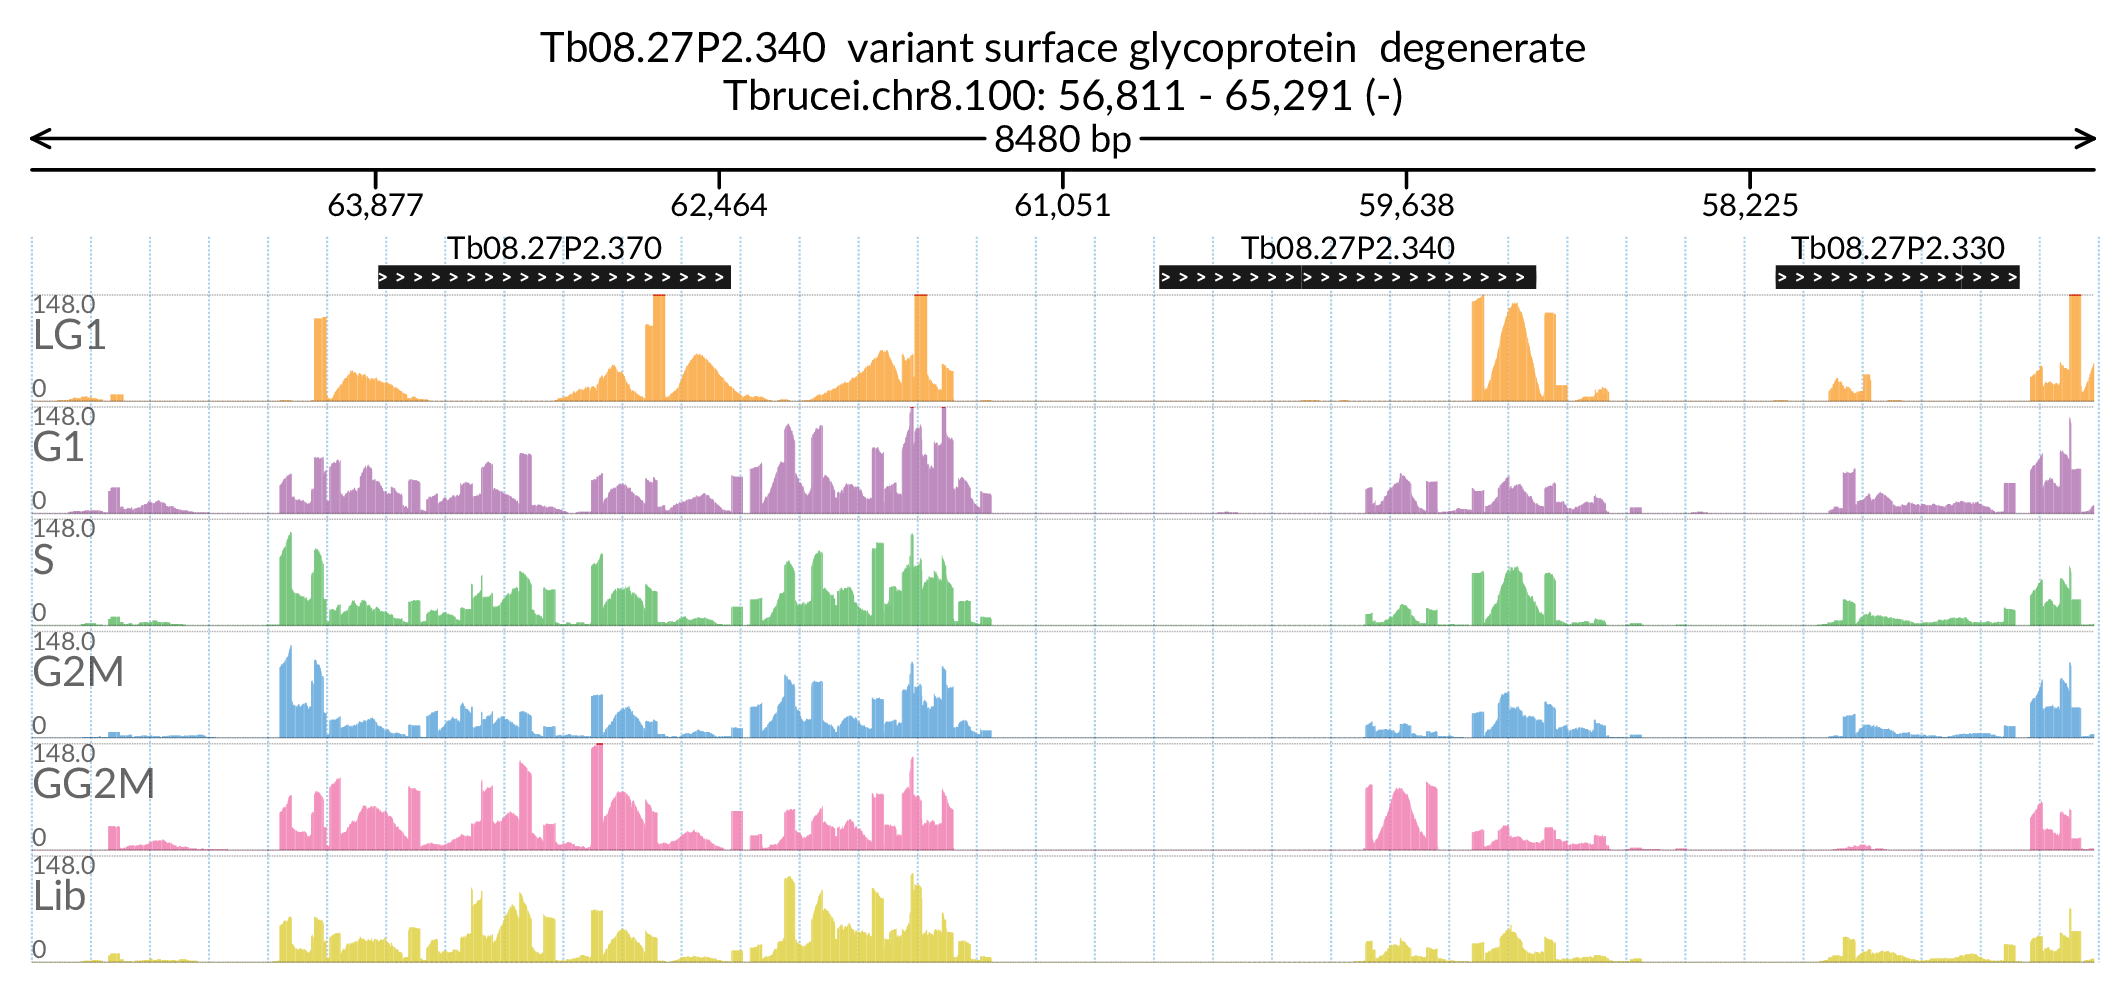 Tb08.27P2.340  variant surface glycoprotein  degenerate
Tbrucei.chr8.100: 56,811 - 65,291 (-)
8480 bp
63,877 62,464 61,051 59,638 58,225
Tb08.27P2.370 Tb08.27P2.340 Tb08.27P2.330
148.0
LG1
0
148.0
G1
0
148.0
S
0
148.0
G2M
0
148.0
GG2M
0
148.0
Lib
0